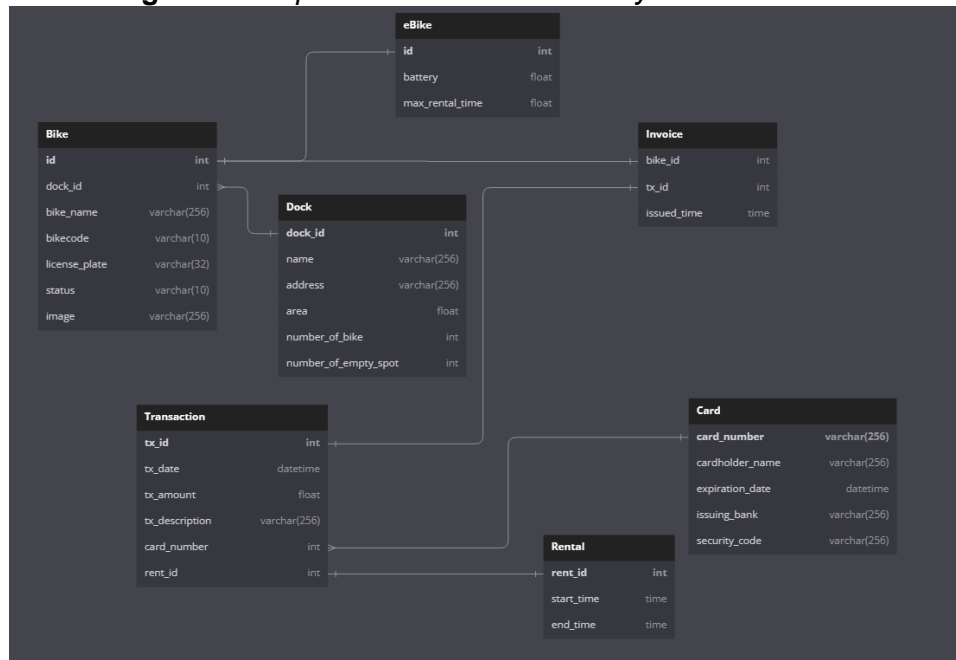 eBike
id int
battery float
max_rental_time float
Bike
id int
dock_id int
bike_name varchar(256)
bikecode varchar(10)
license_plate varchar(32)
status varchar(10)
image varchar(256)
Invoice
bike_id int
tx_id int
issued_time time
Dock
dock_id int
name varchar(256)
address varchar(256)
area float
number_of_bike int
number_of_empty_spot int
Transaction
tx_id int
tx_date datetime
tx_amount float
tx_description varchar(256)
card_number int
rent_id int
Card
card_number varchar(256)
cardholder_name varchar(256)
expiration_date datetime
issuing_bank varchar(256)
security_code varchar(256)
Rental
rent_id int
start_time time
end_time time